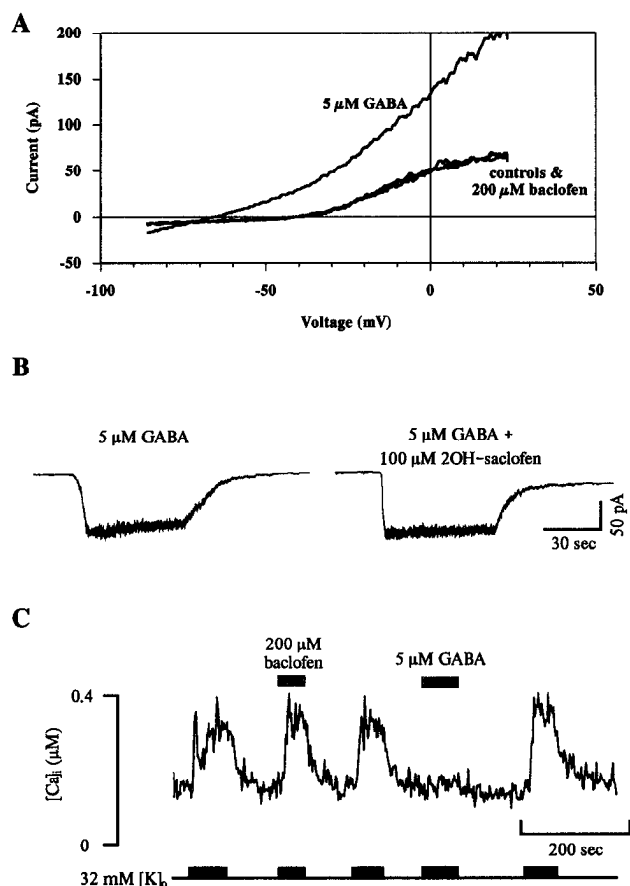 A
200
150
100
50
0
-50
Current (pA)
5 µM GABA
controls &
200 µM baclofen
-100
-50
0
50
Voltage (mV)
B
5 µM GABA
5 µM GABA +
100 µM 2OH-saclofen
50 pA
30 sec
C
200 µM
baclofen
5 µM GABA
0.4
[Ca]i (µM)
0
200 sec
32 mM [K]o